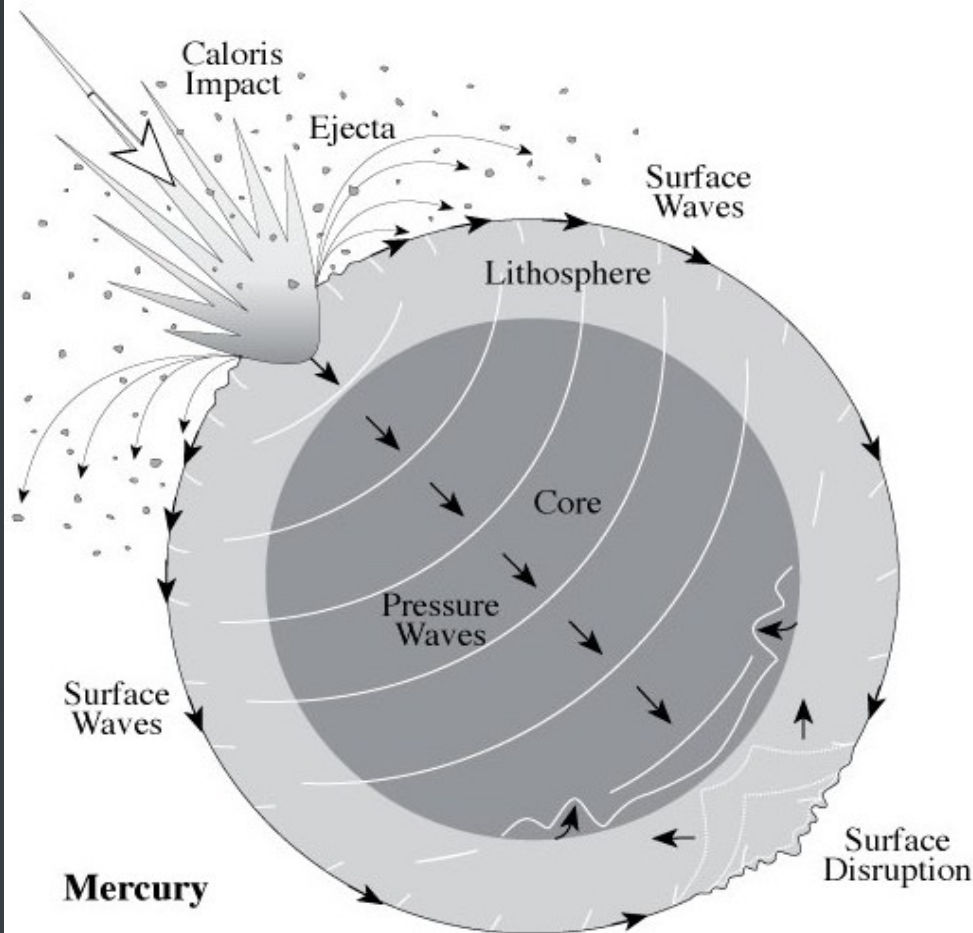 Caloris
Impact
Ejecta
Surface
Waves
Lithosphere
Core
Pressure
Waves
Surface
Waves
Surface
Disruption
Mercury